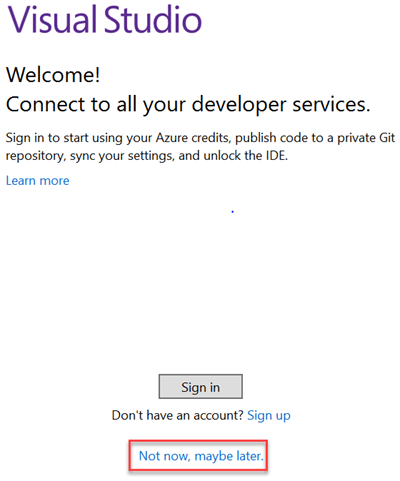 Visual Studio
Welcome!
Connect to all your developer services.
Sign in to start using your Azure credits, publish code to a private Git
repository, sync your settings, and unlock the IDE.
Learn more
Sign in
Don't have an account? Sign up
Not now, maybe later.